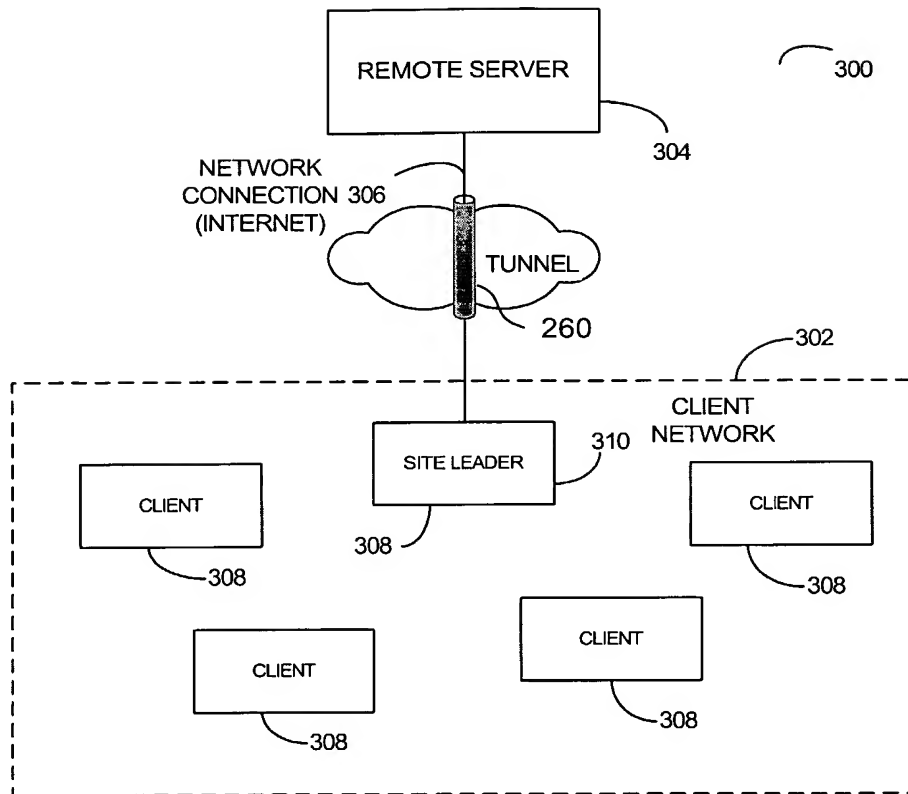 REMOTE SERVER
300
304
NETWORK
CONNECTION 306
(INTERNET)
TUNNEL
260
302
CLIENT
NETWORK
SITE LEADER
310
308
CLIENT
308
CLIENT
308
CLIENT
308
CLIENT
308